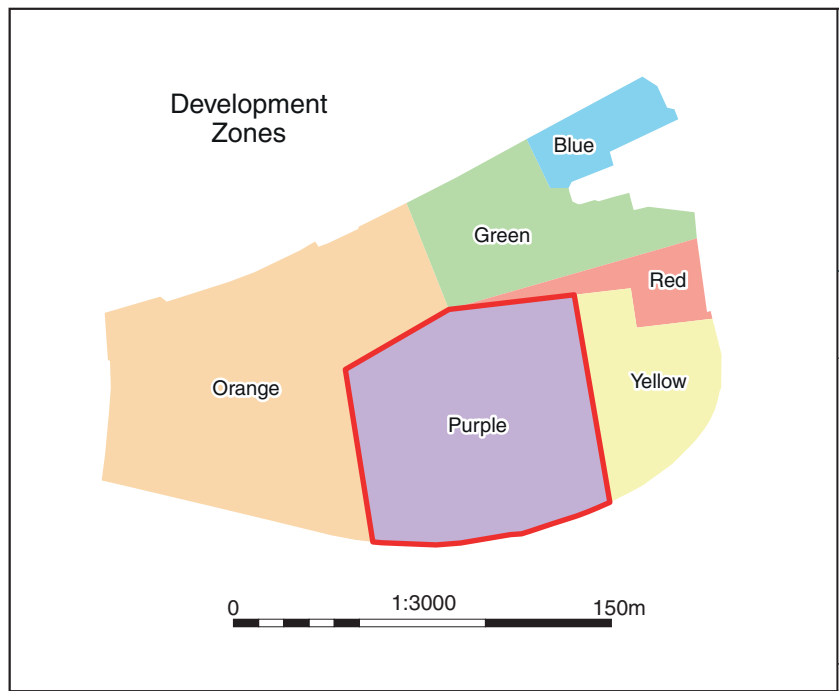 Development
Zones
Blue
Green
Red
Orange
Yellow
Purple
1:3000
0
150m